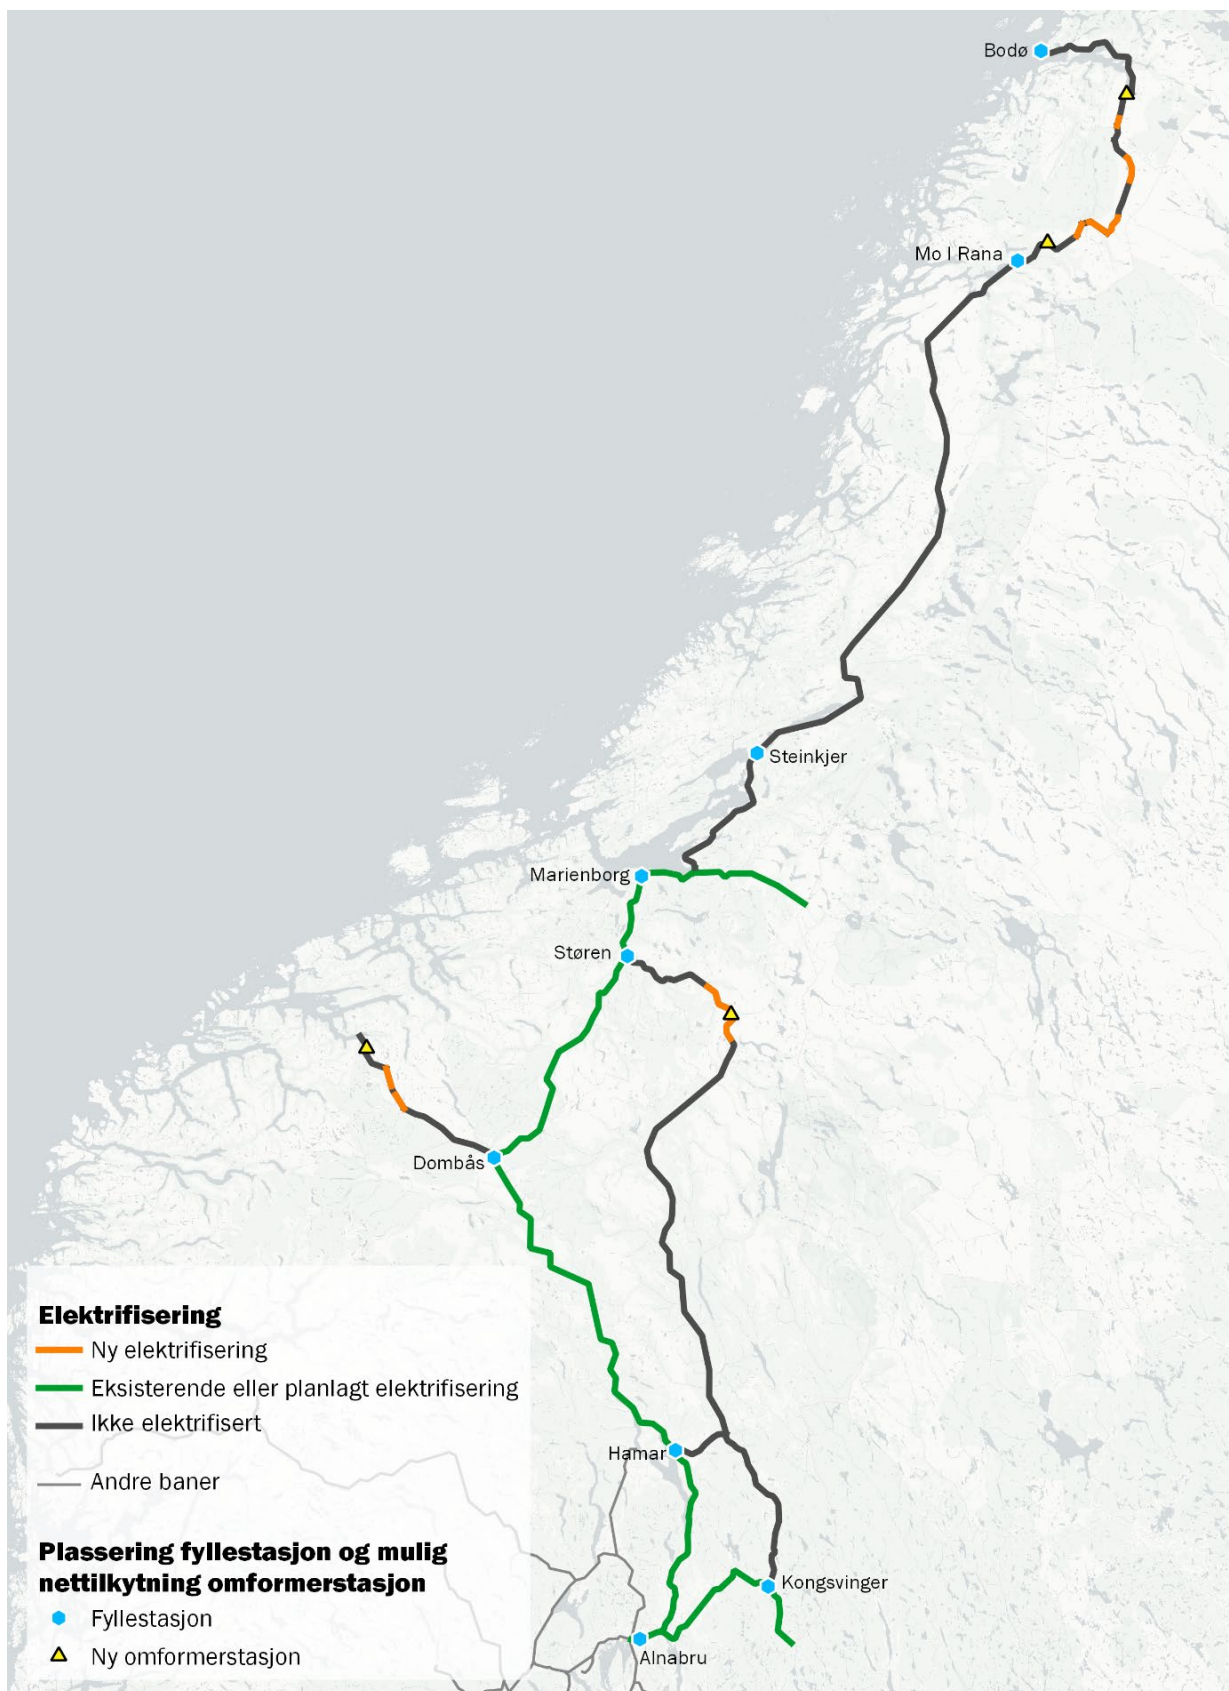 Bodø
Mo I Rana
Steinkjer
Marienborg
Støren
Dombås
Elektrifisering
Ny elektrifisering
Eksisterende eller planlagt elektrifisering
Ikke elektrifisert
Hamar
Andre baner
Plassering fyllestasjon og mulig
nettilkytning omformerstasjon
Kongsvinger
Fyllestasjon
Alnabru
Ny omformerstasjon